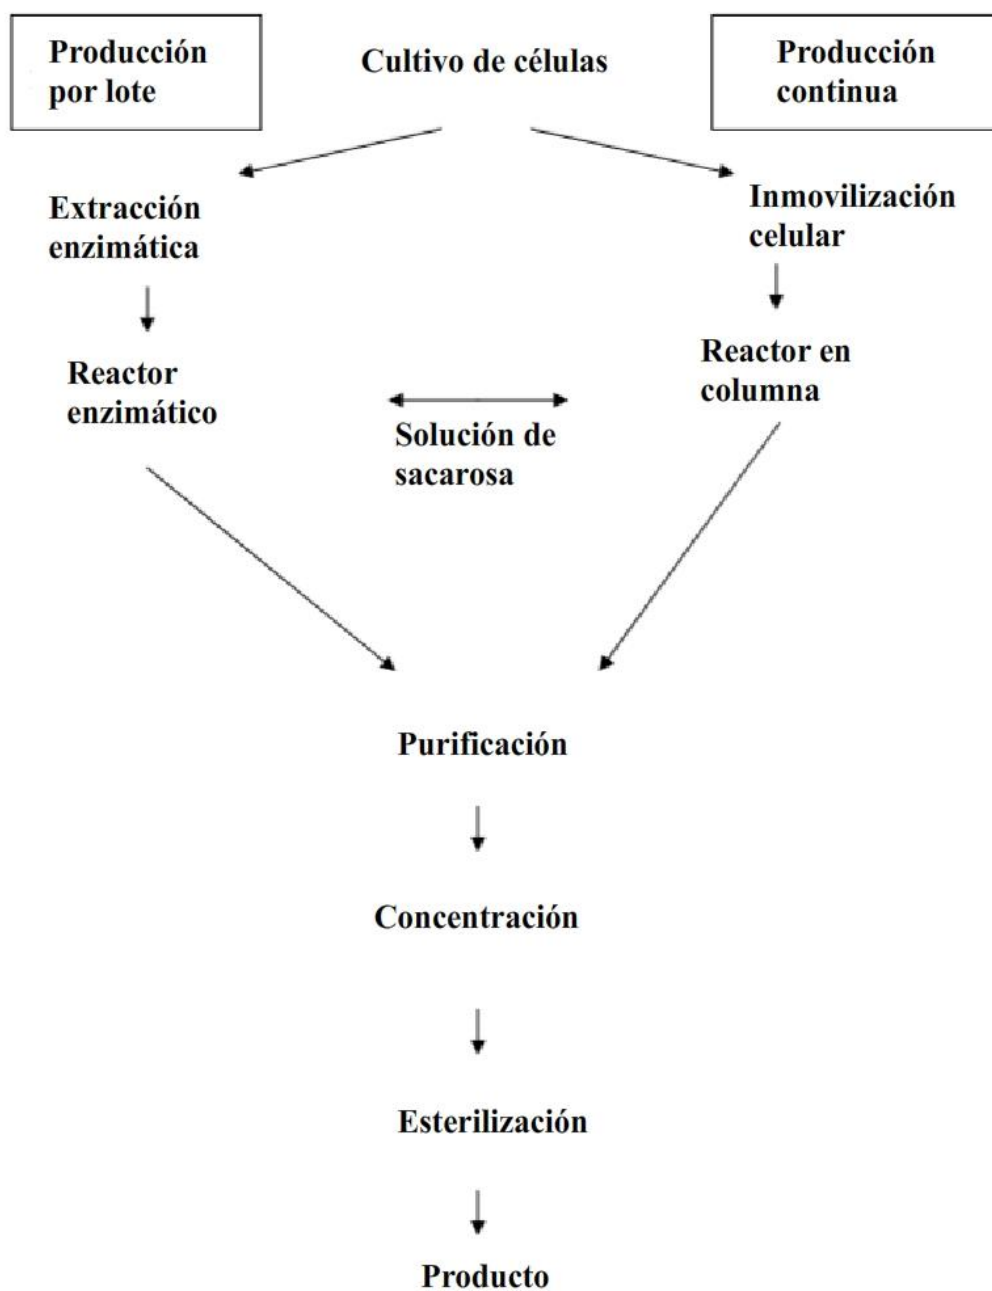 Producción
por lote
Cultivo de células
Producción
continua
Extracción
enzimática
Inmovilización
celular
Reactor
enzimático
Reactor en
columna
Solución de
sacarosa
Purificación
Concentración
Esterilización
Producto